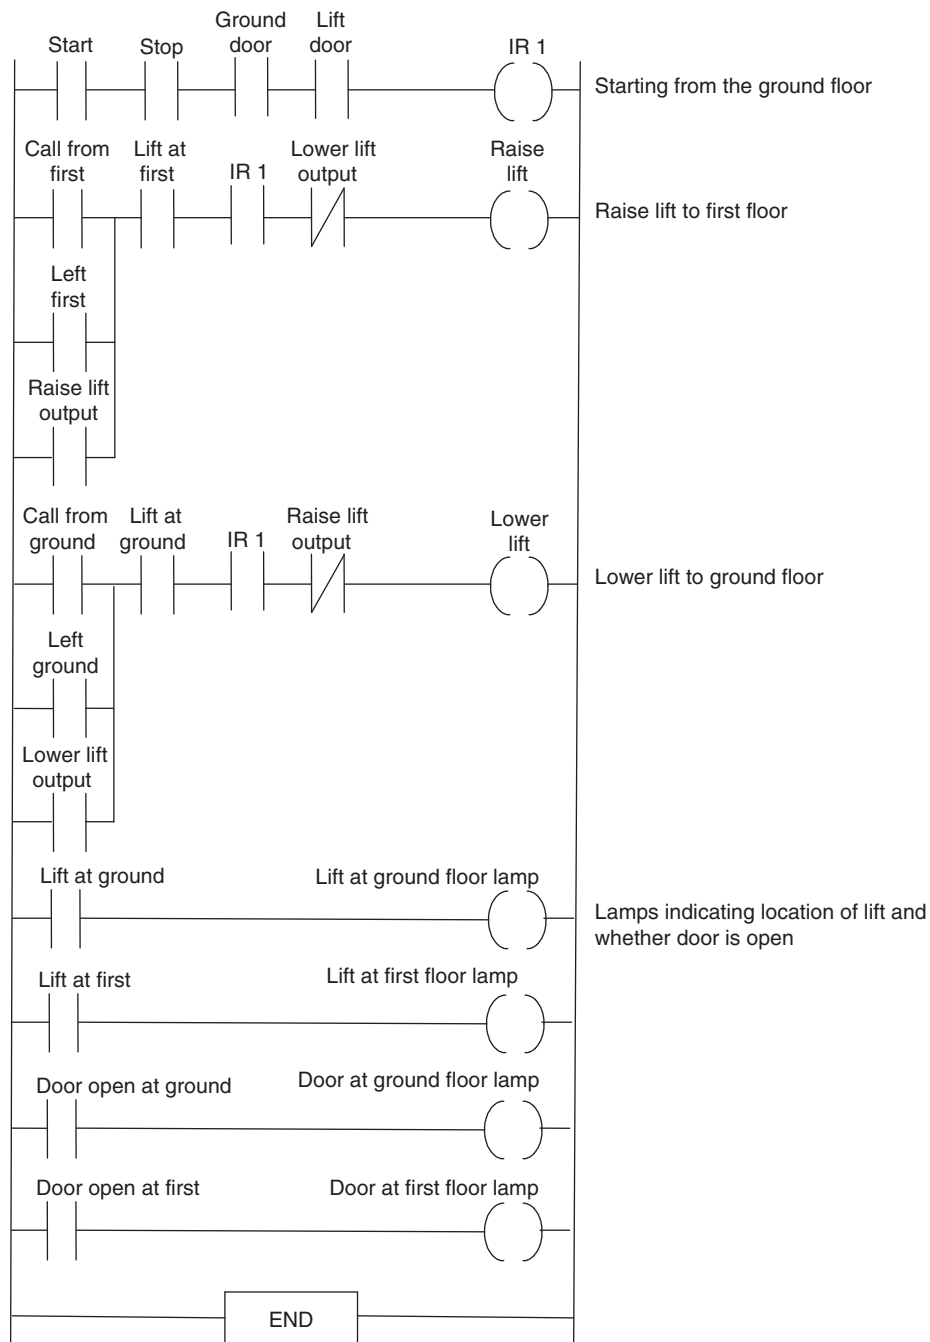 Start
Stop
Ground
door
Lift
door
IR 1
Starting from the ground floor
Call from
first
Lift at
first
IR 1
Lower lift
output
Raise
lift
Raise lift to first floor
Left
first
Raise lift
output
Call from
ground
Lift at
ground
IR 1
Raise lift
output
Lower
lift
Lower lift to ground floor
Left
ground
Lower lift
output
Lift at ground
Lift at ground floor lamp
Lamps indicating location of lift and
whether door is open
Lift at first
Lift at first floor lamp
Door open at ground
Door at ground floor lamp
Door open at first
Door at first floor lamp
END